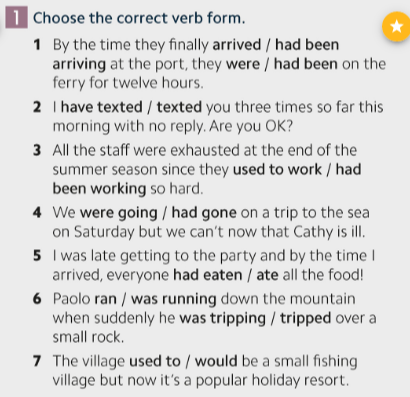 1 Choose the correct verb form.
1 By the time they finally arrived / had been
arriving at the port, they were / had been on the
ferry for twelve hours.
2 I have texted / texted you three times so far this
morning with no reply. Are you OK?
3 All the staff were exhausted at the end of the
summer season since they used to work / had
been working so hard.
4 We were going / had gone on a trip to the sea
on Saturday but we can't now that Cathy is ill.
5 I was late getting to the party and by the time I
arrived, everyone had eaten / ate all the food!
6 Paolo ran / was running down the mountain
when suddenly he was tripping / tripped over a
small rock.
7 The village used to / would be a small fishing
village but now it's a popular holiday resort.